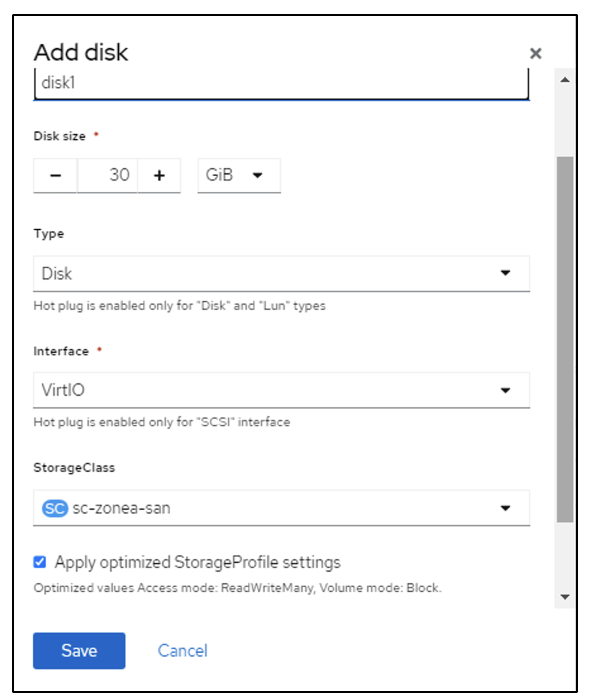 Add disk
×
disk1
Disk size *
− 30 + GiB
Type
Disk
Hot plug is enabled only for "Disk" and "Lun" types
Interface *
VirtIO
Hot plug is enabled only for "SCSI" interface
StorageClass
SC sc-zonea-san
Apply optimized StorageProfile settings
Optimized values Access mode: ReadWriteMany, Volume mode: Block.
Save Cancel